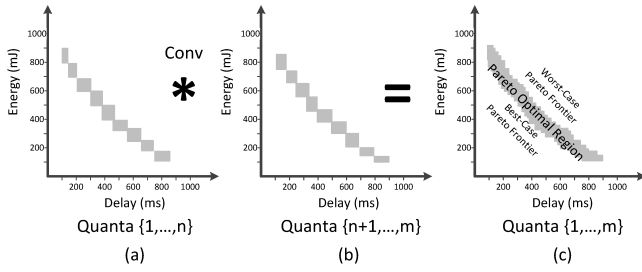 Energy (mJ)
1000
800
600
400
200
200 400 600 800 1000
Delay (ms)
Quanta {1,...,n}
(a)
Conv
*
Energy (mJ)
1000
800
600
400
200
200 400 600 800 1000
Delay (ms)
Quanta {n+1,...,m}
(b)
=
Energy (mJ)
1000
800
600
400
200
200 400 600 800 1000
Worst-Case
Pareto Frontier
Pareto Optimal Region
Best-Case
Pareto Frontier
Delay (ms)
Quanta {1,...,m}
(c)